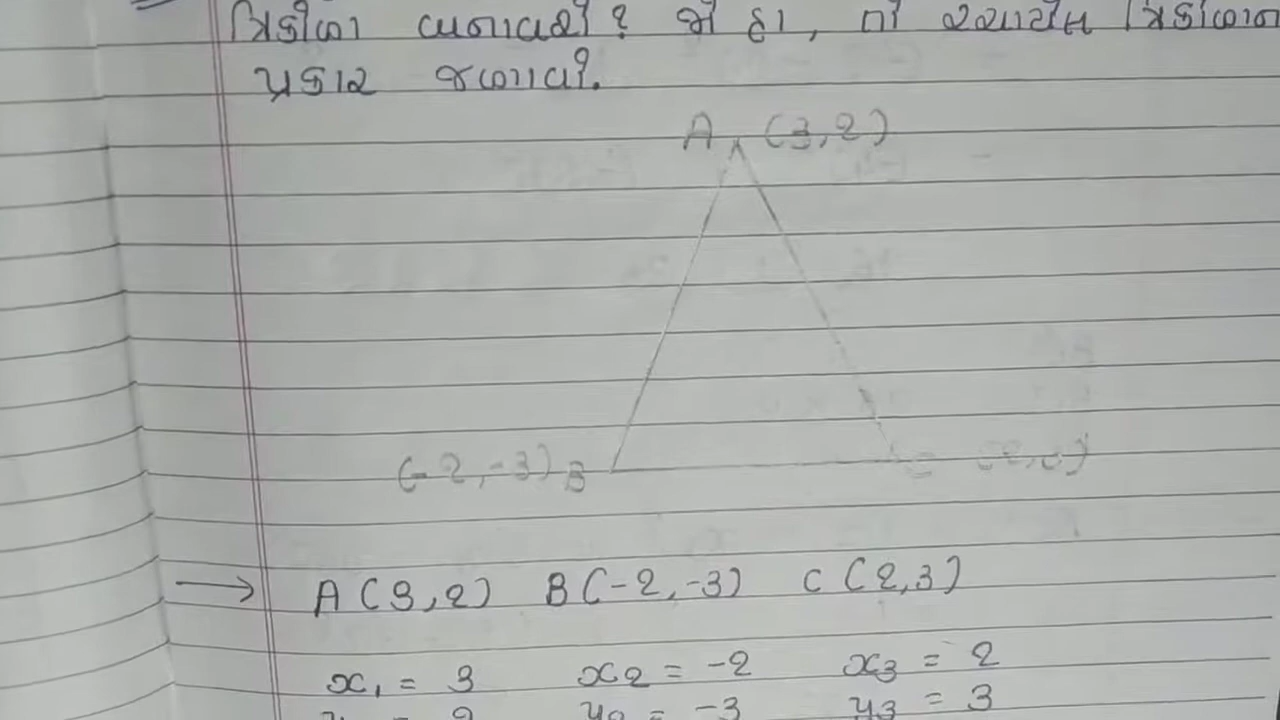 ત્રિકોણ બનાવશે? જો હા, તો રચાતો ત્રિકોણનો
પ્રકાર જણાવો.
A (3,2)
(-2,-3) B
→ A (3,2) B(-2,-3) C (2,3)
x₁ = 3 x₂ = -2 x₃ = 2
y₂ = -3 y₃ = 3